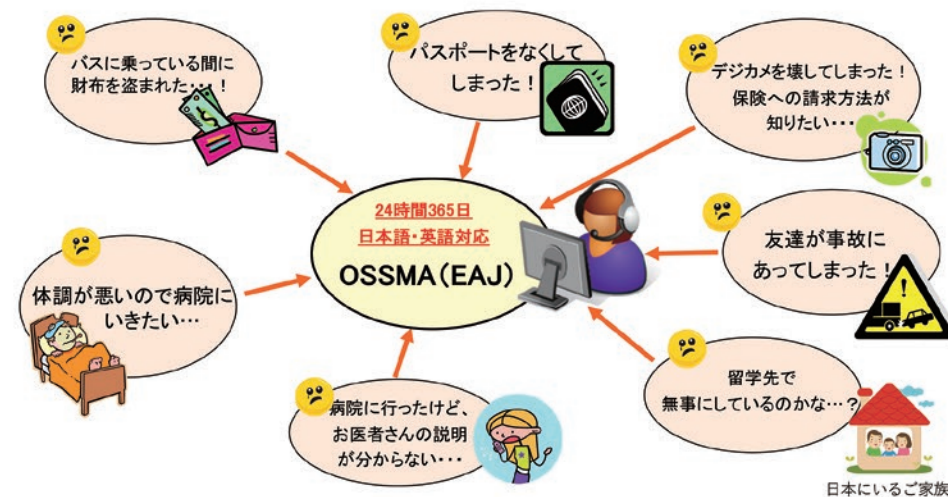 バスに乗っている間に
財布を盗まれた・・・！
パスポートをなくして
しまった！
デジカメを壊してしまった！
保険への請求方法が
知りたい・・・
24時間365日
日本語・英語対応
OSSMA（EAJ）
友達が事故に
あってしまった！
体調が悪いので病院に
いきたい…
病院に行ったけど、
お医者さんの説明
が分からない・・・
留学先で
無事にしているのかな…？
日本にいるご家族